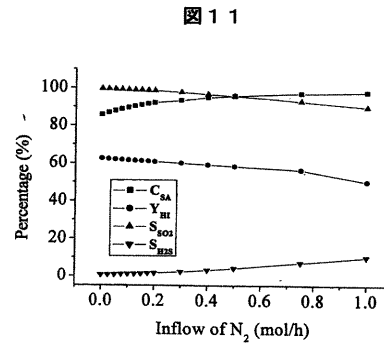 図１１
100
80
60
40
20
0
Percentage (%)
C_SA
Y_HI
S_SO2
S_H2S
0.0 0.2 0.4 0.6 0.8 1.0
Inflow of N₂ (mol/h)